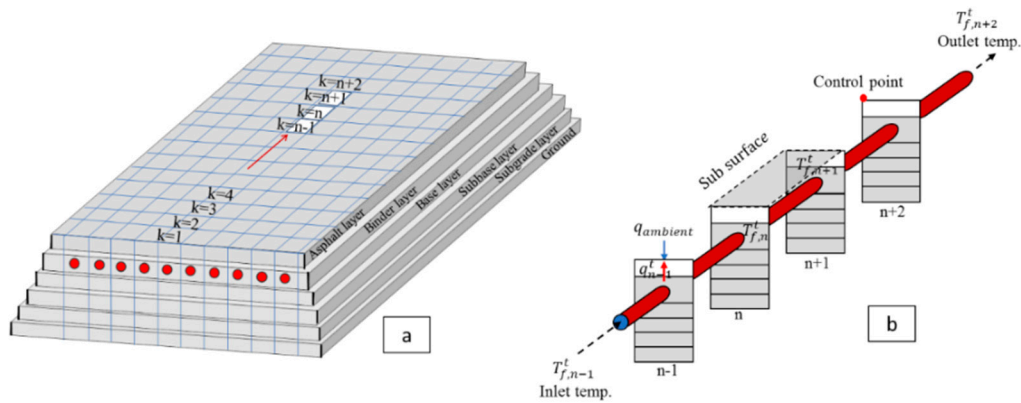 k=n+2
k=n+1
k=n
k=n-1
k=4
k=3
k=2
k=1
Asphalt layer
Binder layer
Base layer
Subbase layer
Subgrade layer
Ground
a
T^t_{f,n+2}
Outlet temp.
Control point
Sub surface
T^t_{f,n+1}
n+2
q_{ambient}
T^t_{f,n}
q^t_{n-1}
n+1
n
b
T^t_{f,n-1}
Inlet temp.
n-1